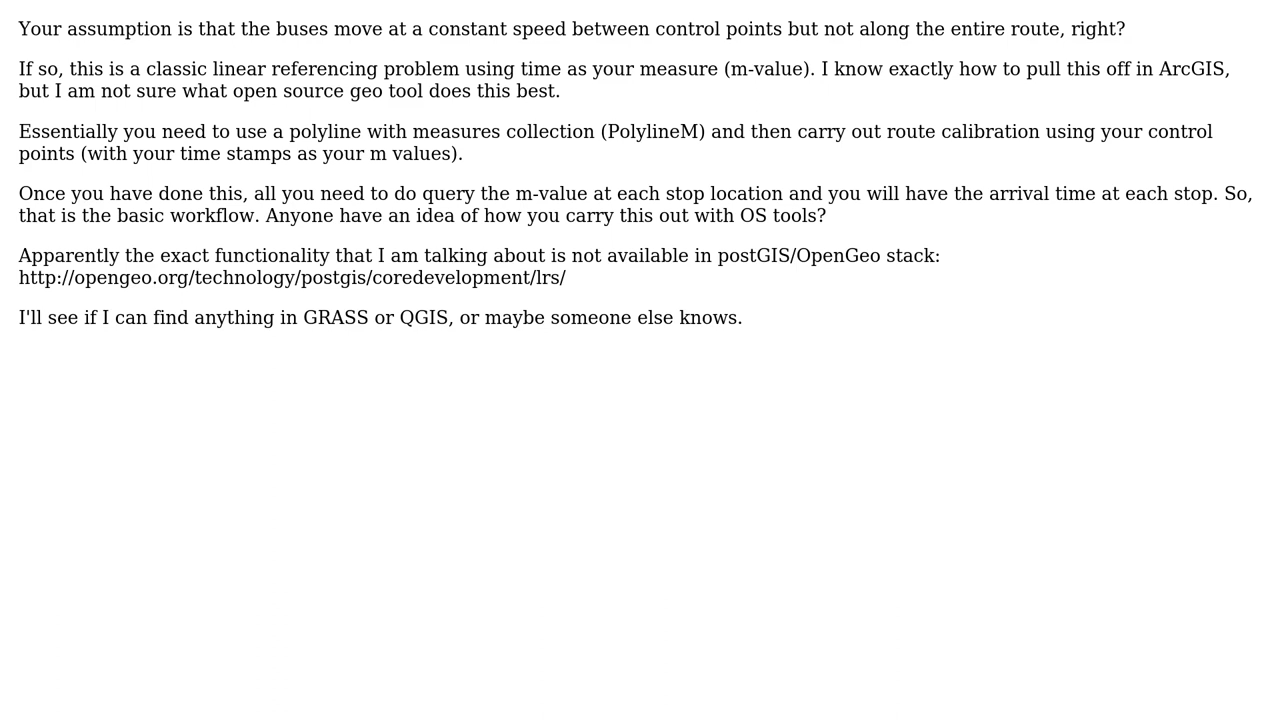 Your assumption is that the buses move at a constant speed between control points but not along the entire route, right?
If so, this is a classic linear referencing problem using time as your measure (m-value). I know exactly how to pull this off in ArcGIS,
but I am not sure what open source geo tool does this best.
Essentially you need to use a polyline with measures collection (PolylineM) and then carry out route calibration using your control
points (with your time stamps as your m values).
Once you have done this, all you need to do query the m-value at each stop location and you will have the arrival time at each stop. So,
that is the basic workflow. Anyone have an idea of how you carry this out with OS tools?
Apparently the exact functionality that I am talking about is not available in postGIS/OpenGeo stack:
http://opengeo.org/technology/postgis/coredevelopment/lrs/
I'll see if I can find anything in GRASS or QGIS, or maybe someone else knows.